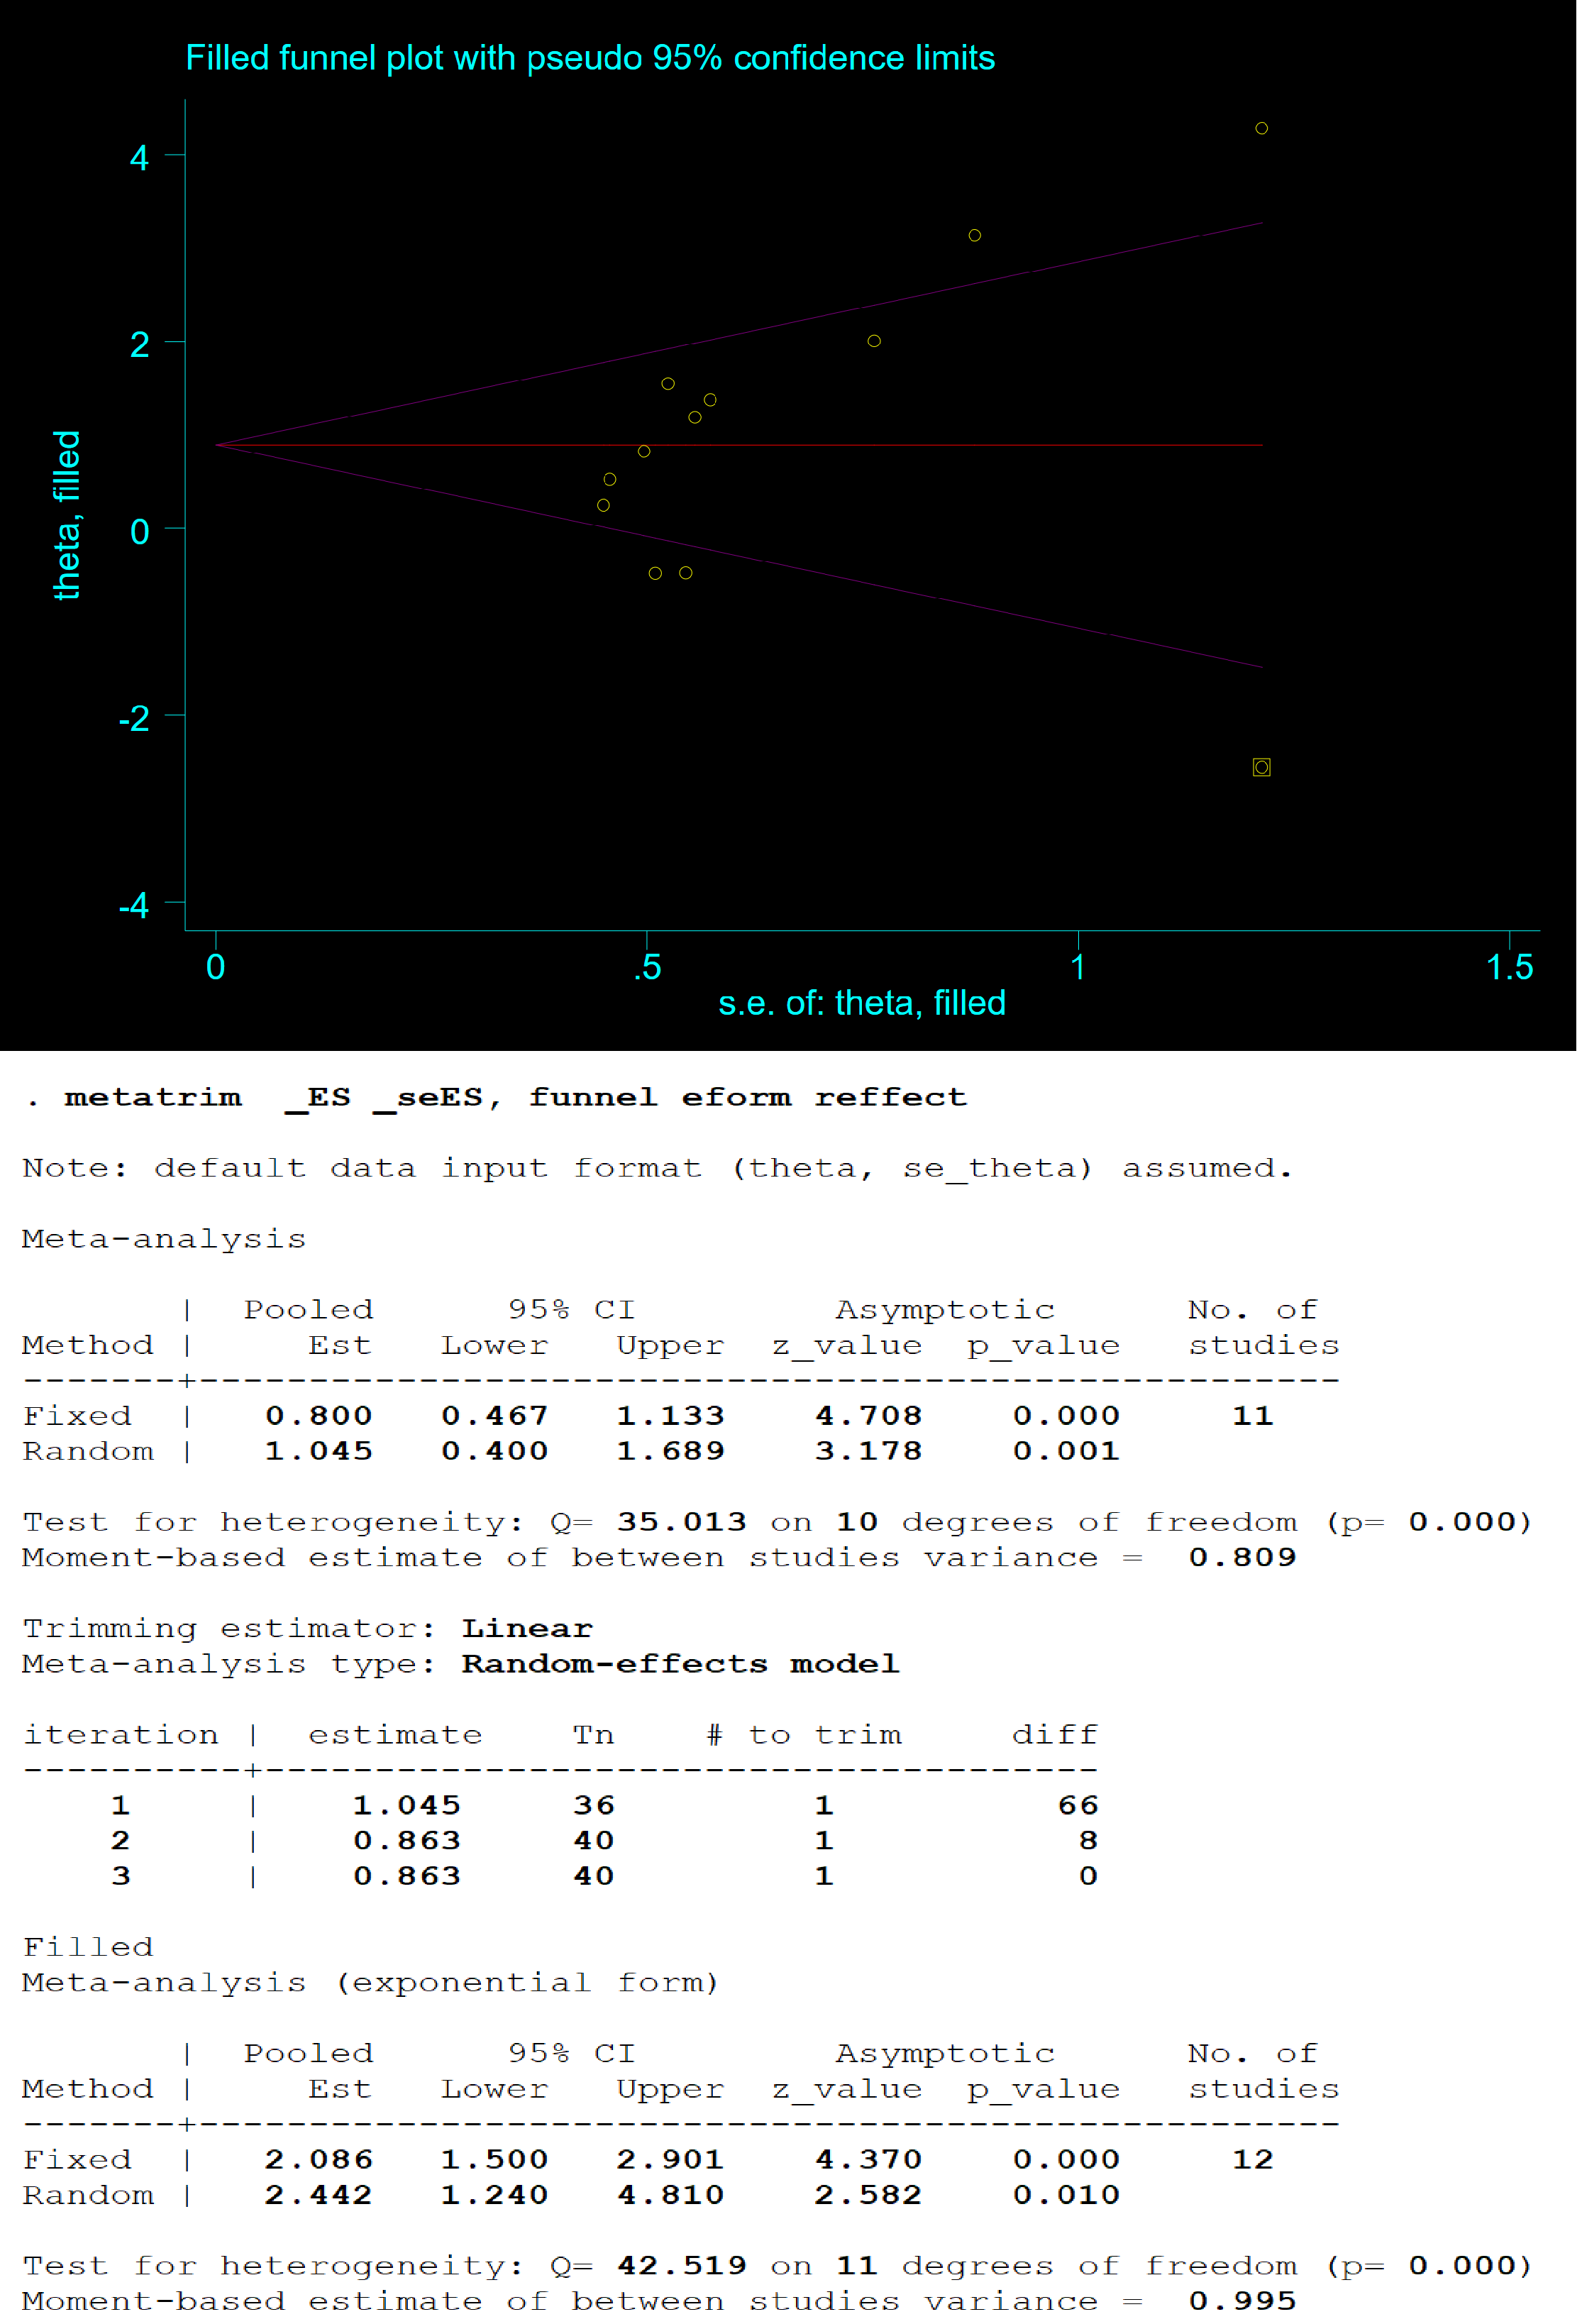 Filled funnel plot with pseudo 95% confidence limits
4
2
0
-2
-4
theta, filled
0 .5 1 1.5
s.e. of: theta, filled
. metatrim _ES _seES, funnel eform reffect
Note: default data input format (theta, se_theta) assumed.
Meta-analysis
| Pooled 95% CI Asymptotic No. of
Method | Est Lower Upper z_value p_value studies
-------+----------------------------------------------------
Fixed | 0.800 0.467 1.133 4.708 0.000 11
Random | 1.045 0.400 1.689 3.178 0.001
Test for heterogeneity: Q= 35.013 on 10 degrees of freedom (p= 0.000)
Moment-based estimate of between studies variance = 0.809
Trimming estimator: Linear
Meta-analysis type: Random-effects model
iteration | estimate Tn # to trim diff
----------+--------------------------------------
1 | 1.045 36 1 66
2 | 0.863 40 1 8
3 | 0.863 40 1 0
Filled
Meta-analysis (exponential form)
| Pooled 95% CI Asymptotic No. of
Method | Est Lower Upper z_value p_value studies
-------+----------------------------------------------------
Fixed | 2.086 1.500 2.901 4.370 0.000 12
Random | 2.442 1.240 4.810 2.582 0.010
Test for heterogeneity: Q= 42.519 on 11 degrees of freedom (p= 0.000)
Moment-based estimate of between studies variance = 0.995